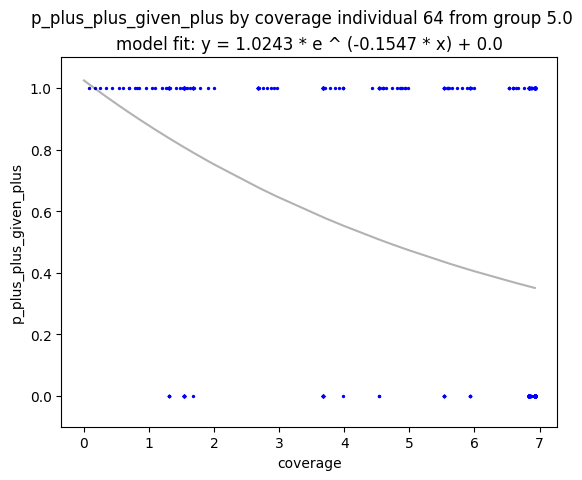 p_plus_plus_given_plus by coverage individual 64 from group 5.0
model fit: y = 1.0243 * e ^ (-0.1547 * x) + 0.0
p_plus_plus_given_plus
1.0
0.8
0.6
0.4
0.2
0.0
0 1 2 3 4 5 6 7
coverage